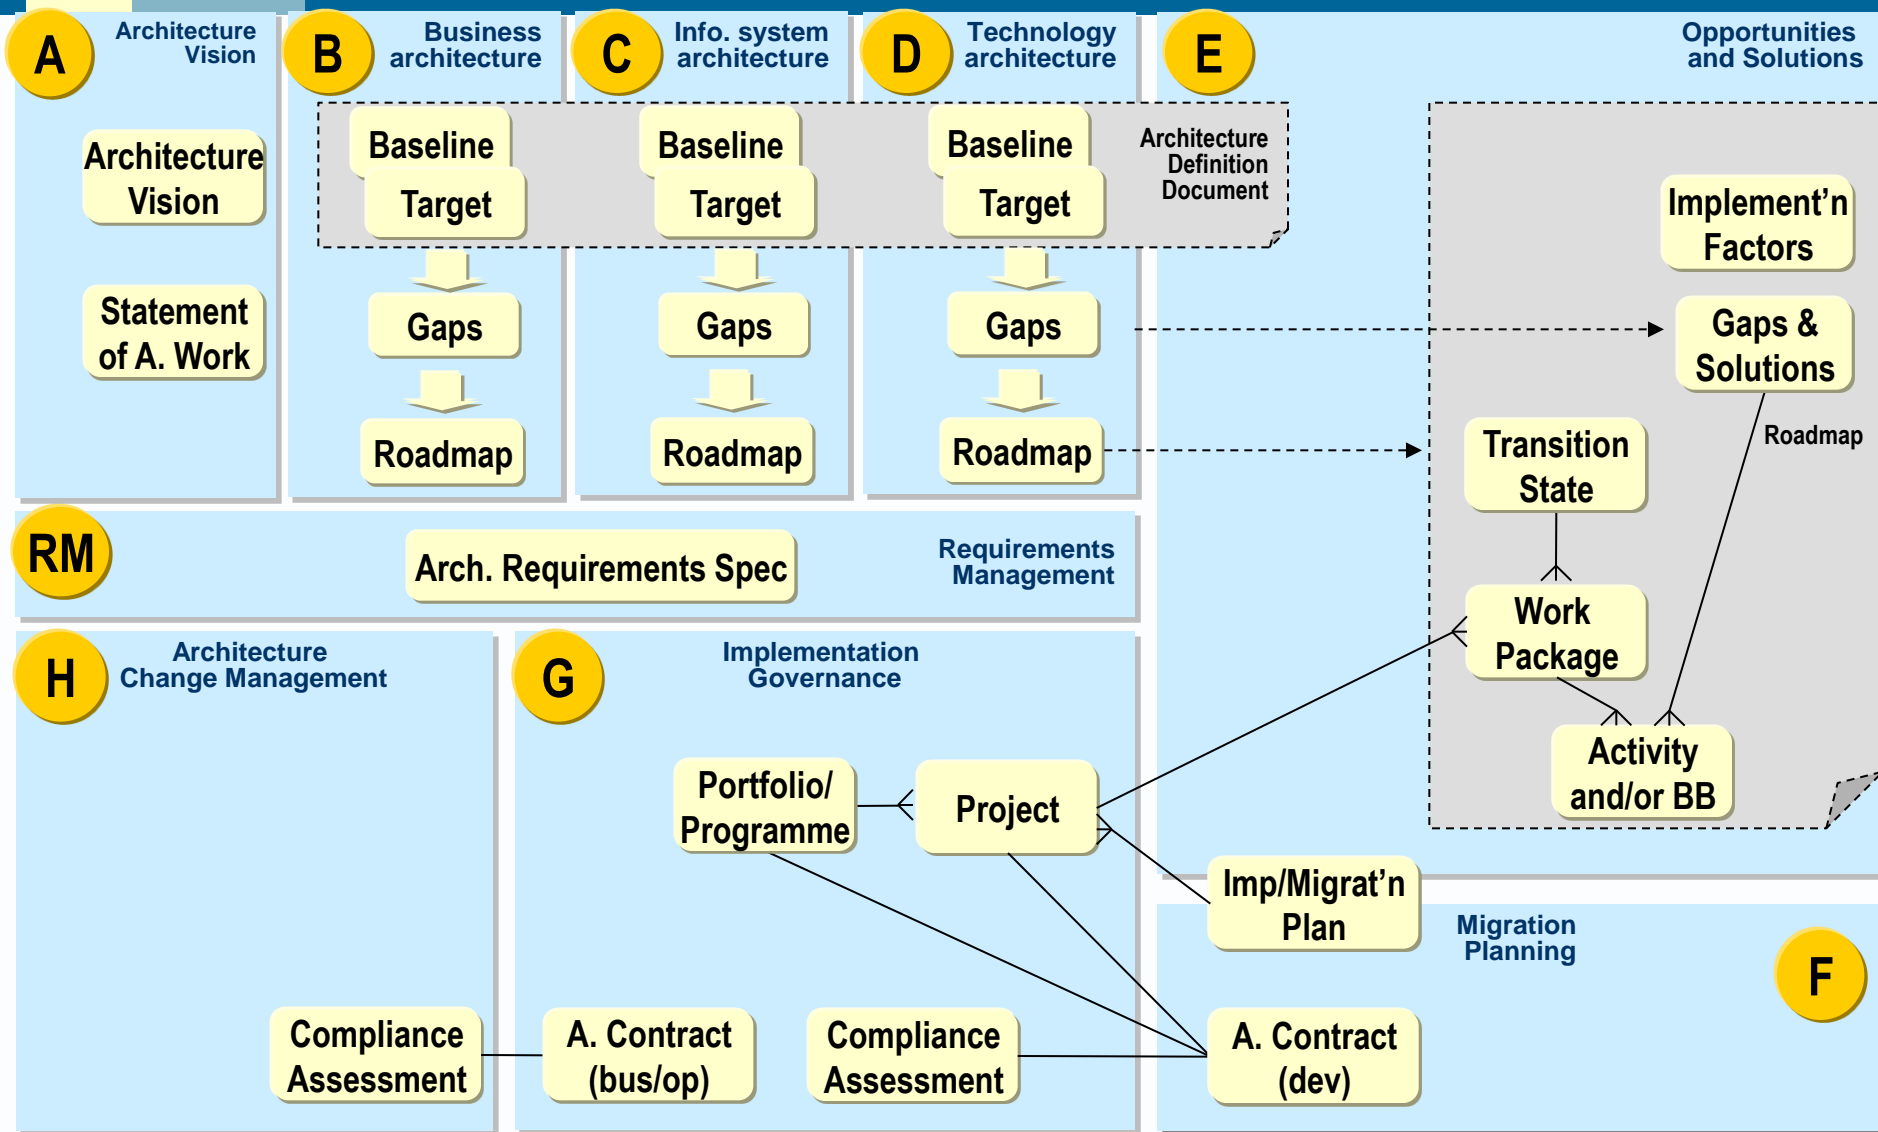 A
Architecture
Vision
B
Business
architecture
C
Info. system
architecture
D
Technology
architecture
E
Opportunities
and Solutions
Architecture
Vision
Statement
of A. Work
Baseline
Target
Gaps
Roadmap
Baseline
Target
Gaps
Roadmap
Baseline
Target
Gaps
Roadmap
Architecture
Definition
Document
Implement’n
Factors
Gaps &
Solutions
Roadmap
Transition
State
Work
Package
Activity
and/or BB
RM
Arch. Requirements Spec
Requirements
Management
H
Architecture
Change Management
Compliance
Assessment
G
Implementation
Governance
Portfolio/
Programme
Project
A. Contract
(bus/op)
Compliance
Assessment
Imp/Migrat’n
Plan
Migration
Planning
F
A. Contract
(dev)